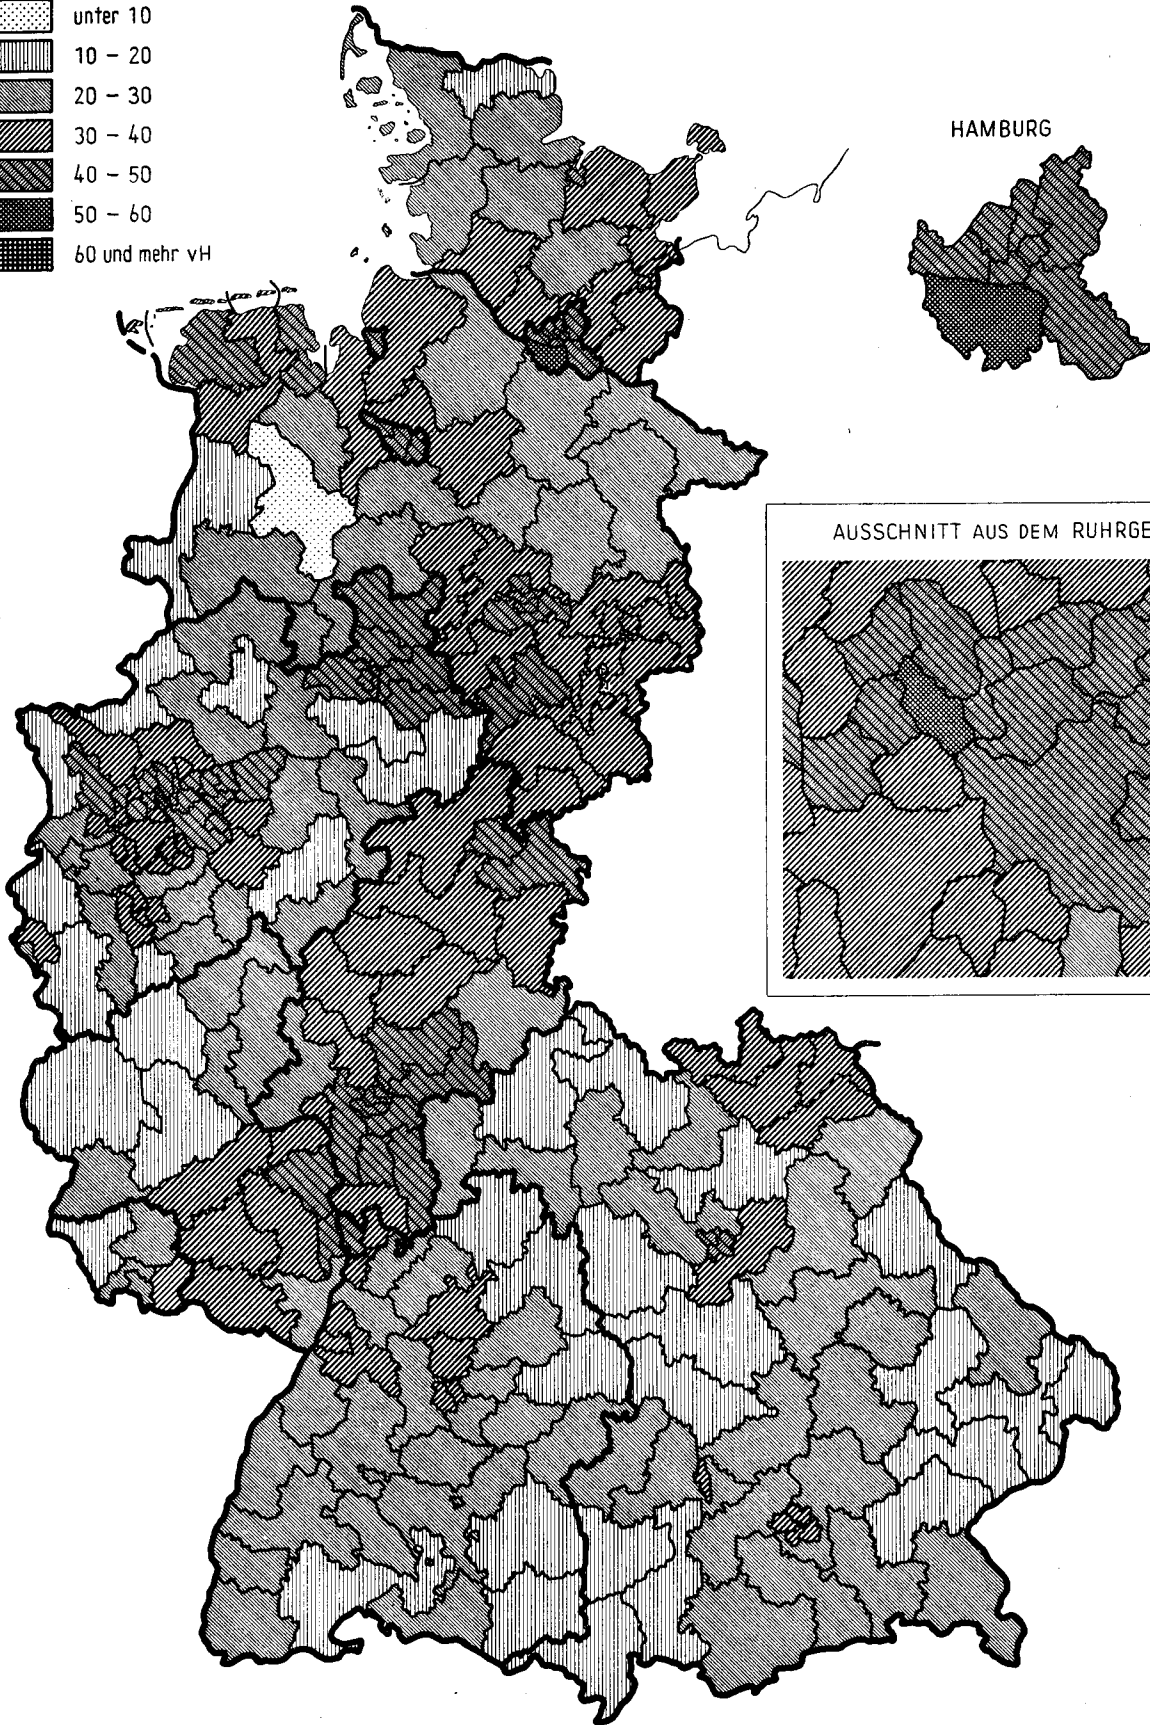 unter 10
10 – 20
20 – 30
30 – 40
40 – 50
50 – 60
60 und mehr vH
HAMBURG
AUSSCHNITT AUS DEM RUHRGE